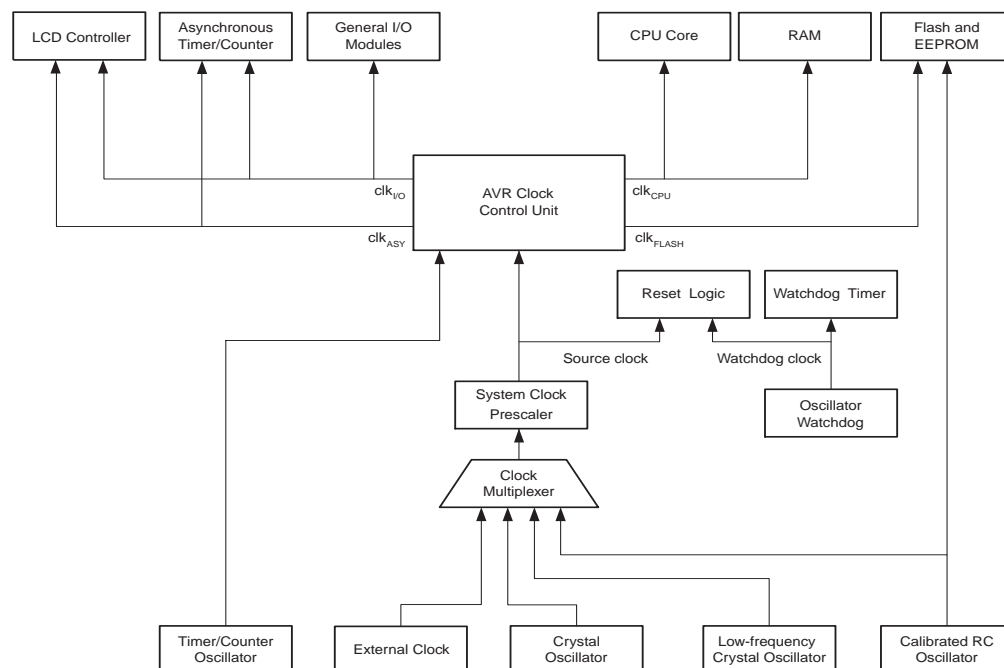 LCD Controller
Asynchronous
Timer/Counter
General I/O
Modules
CPU Core
RAM
Flash and
EEPROM
clkI/O
AVR Clock
Control Unit
clkCPU
clkASY
clkFLASH
Reset Logic
Watchdog Timer
Source clock
Watchdog clock
System Clock
Prescaler
Oscillator
Watchdog
Clock
Multiplexer
Timer/Counter
Oscillator
External Clock
Crystal
Oscillator
Low-frequency
Crystal Oscillator
Calibrated RC
Oscillator